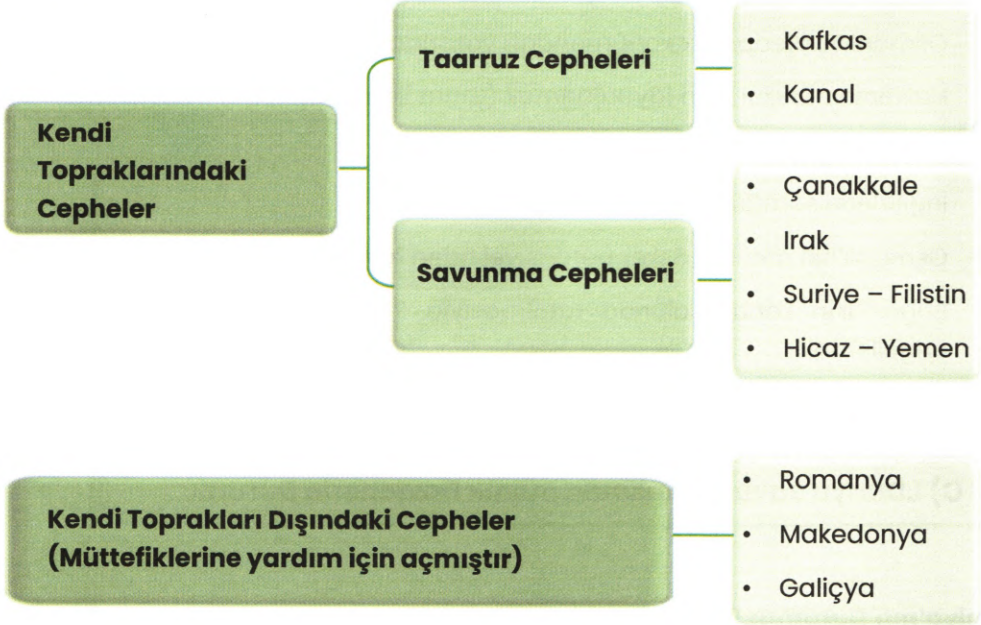 Kendi
Topraklarındaki
Cepheler
Taarruz Cepheleri
• Kafkas
• Kanal
Savunma Cepheleri
• Çanakkale
• Irak
• Suriye – Filistin
• Hicaz – Yemen
Kendi Toprakları Dışındaki Cepheler
(Müttefiklerine yardım için açmıştır)
• Romanya
• Makedonya
• Galiçya